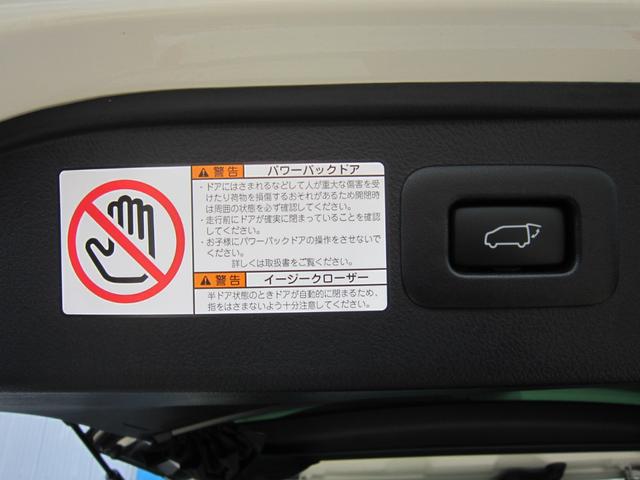 警告 パワーバックドア
・ドアにはさまれるなどして人が重大な傷害を受
けたり荷物を損傷するおそれがあるため開閉時
は周囲の状態を必ず確認してください。
・走行前にドアが確実に閉まっていることを確認
してください。
・お子様にパワーバックドアの操作をさせないで
ください。
詳しくは取扱書をご覧ください。
警告 イージークローザー
半ドア状態のときドアが自動的に閉まるため、
指をはさまないよう十分注意してください。